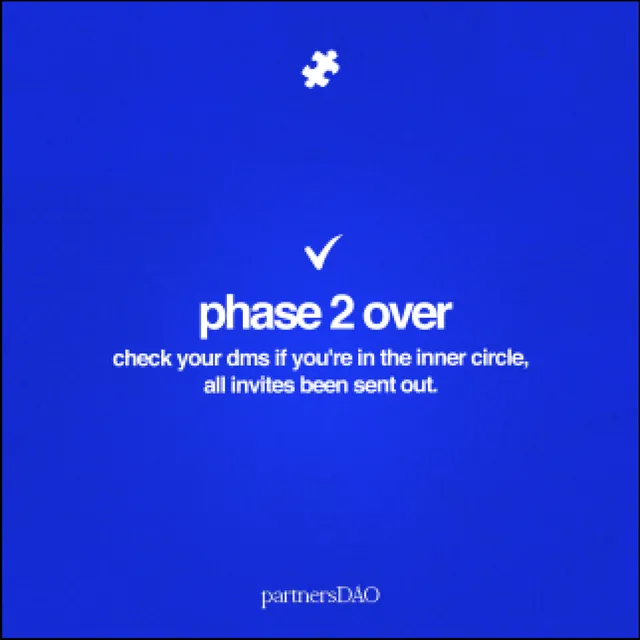 phase 2 over
check your dms if you're in the inner circle,
all invites been sent out.
partnersDAO